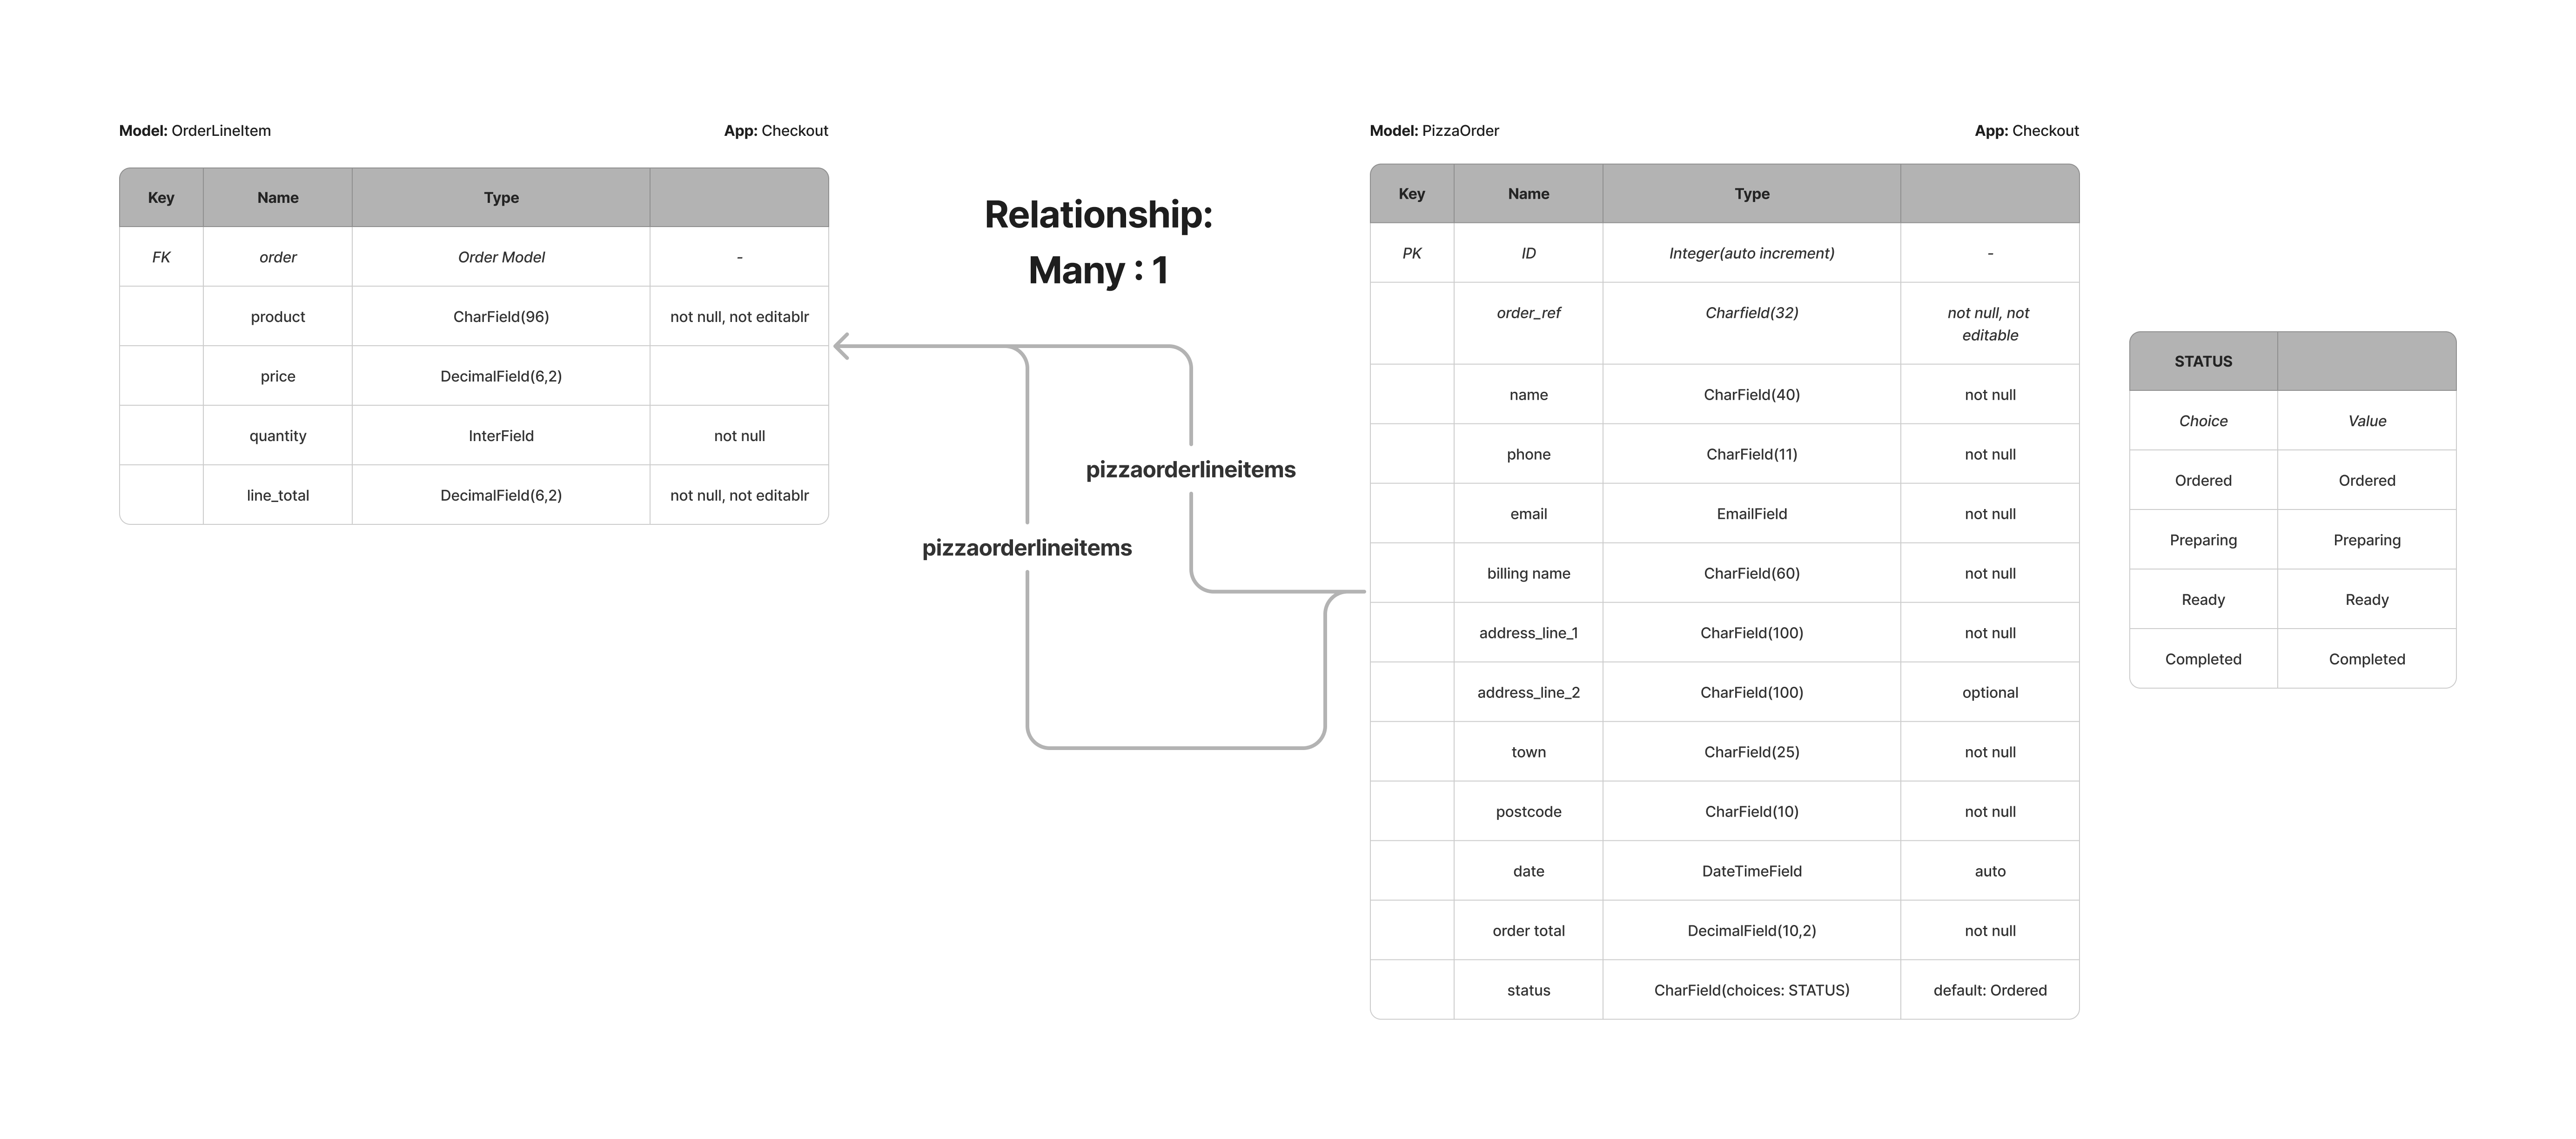 Model: OrderLineItem
App: Checkout
Key Name Type
FK order Order Model -
product CharField(96) not null, not editablr
price DecimalField(6,2)
quantity InterField not null
line_total DecimalField(6,2) not null, not editablr
Relationship:
Many : 1
pizzaorderlineitems
pizzaorderlineitems
Model: PizzaOrder
App: Checkout
Key Name Type
PK ID Integer(auto increment) -
order_ref Charfield(32) not null, not
editable
name CharField(40) not null
phone CharField(11) not null
email EmailField not null
billing name CharField(60) not null
address_line_1 CharField(100) not null
address_line_2 CharField(100) optional
town CharField(25) not null
postcode CharField(10) not null
date DateTimeField auto
order total DecimalField(10,2) not null
status CharField(choices: STATUS) default: Ordered
STATUS
Choice Value
Ordered Ordered
Preparing Preparing
Ready Ready
Completed Completed